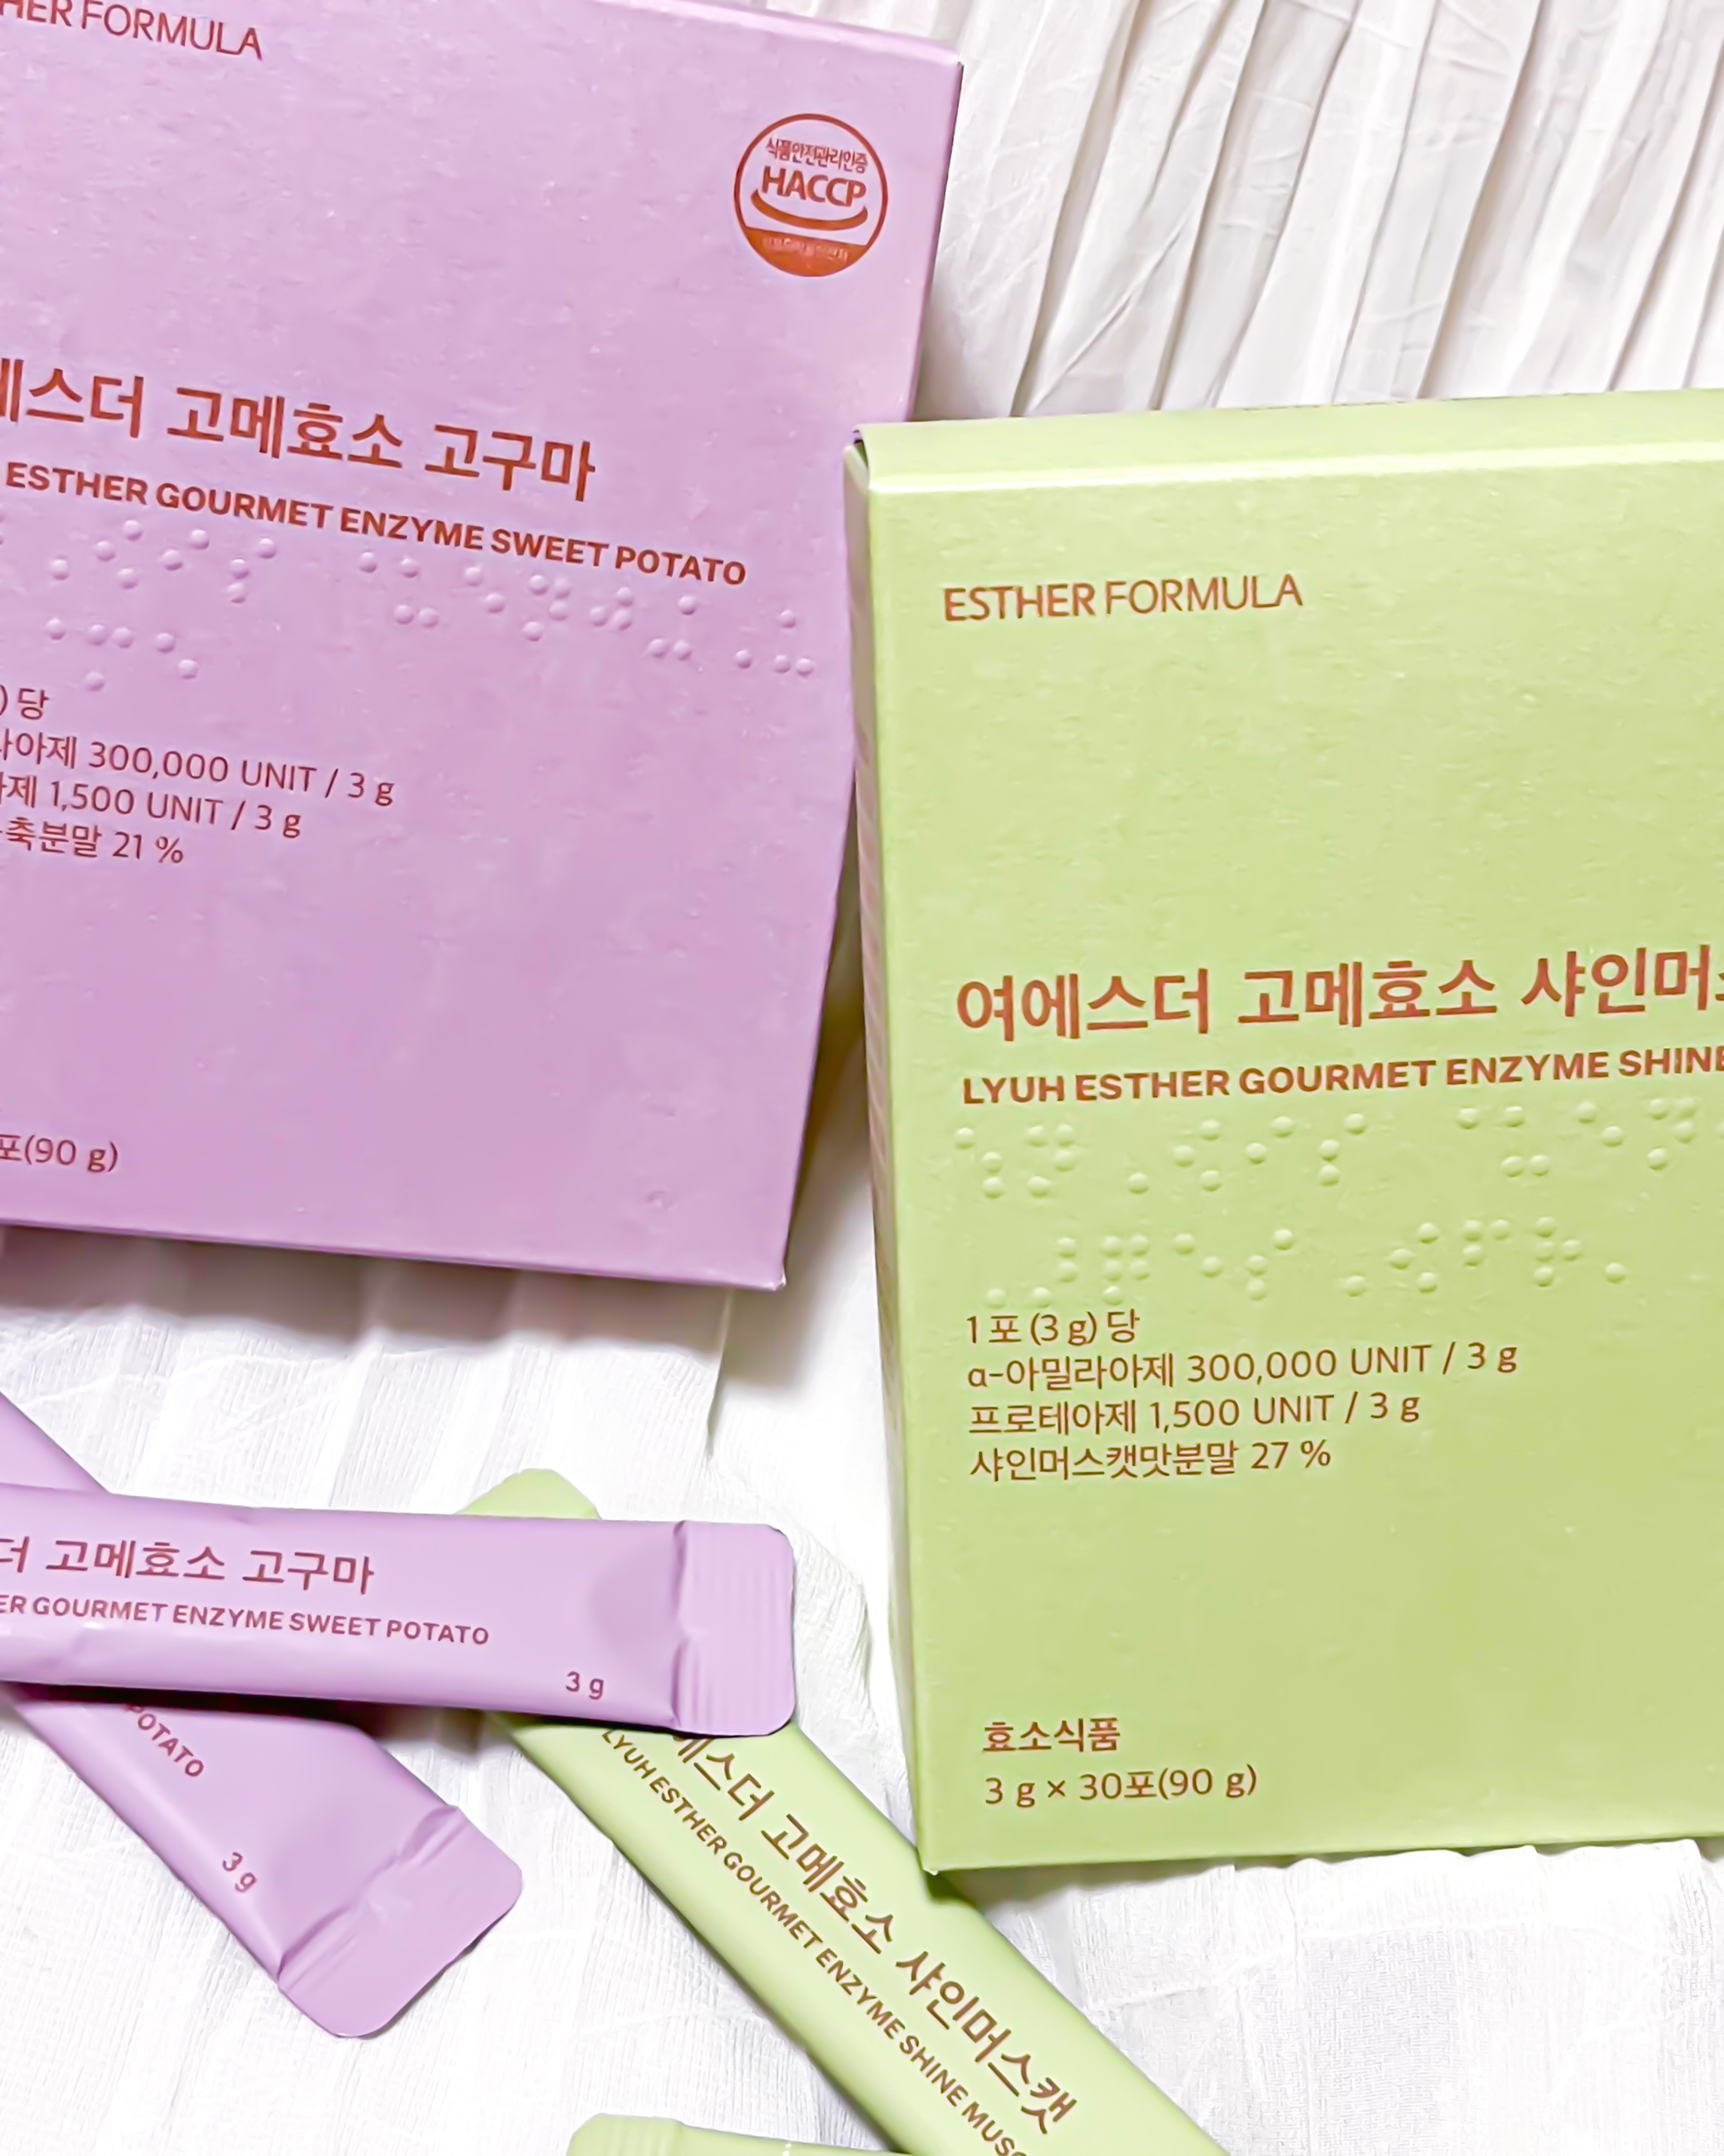 HER FORMULA
식품안전관리인증
HACCP
에스더 고메효소 고구마
ESTHER GOURMET ENZYME SWEET POTATO
) 당
라아제 300,000 UNIT / 3 g
아제 1,500 UNIT / 3 g
축분말 21 %
포(90 g)
ESTHER FORMULA
여에스더 고메효소 샤인머스
LYUH ESTHER GOURMET ENZYME SHINE
1 포 (3 g) 당
α-아밀라아제 300,000 UNIT / 3 g
프로테아제 1,500 UNIT / 3 g
샤인머스캣맛분말 27 %
효소식품
3 g × 30포(90 g)
더 고메효소 고구마
ER GOURMET ENZYME SWEET POTATO
3 g
POTATO
3 g
에스더 고메효소 샤인머스캣
LYUH ESTHER GOURMET ENZYME SHINE MUSC